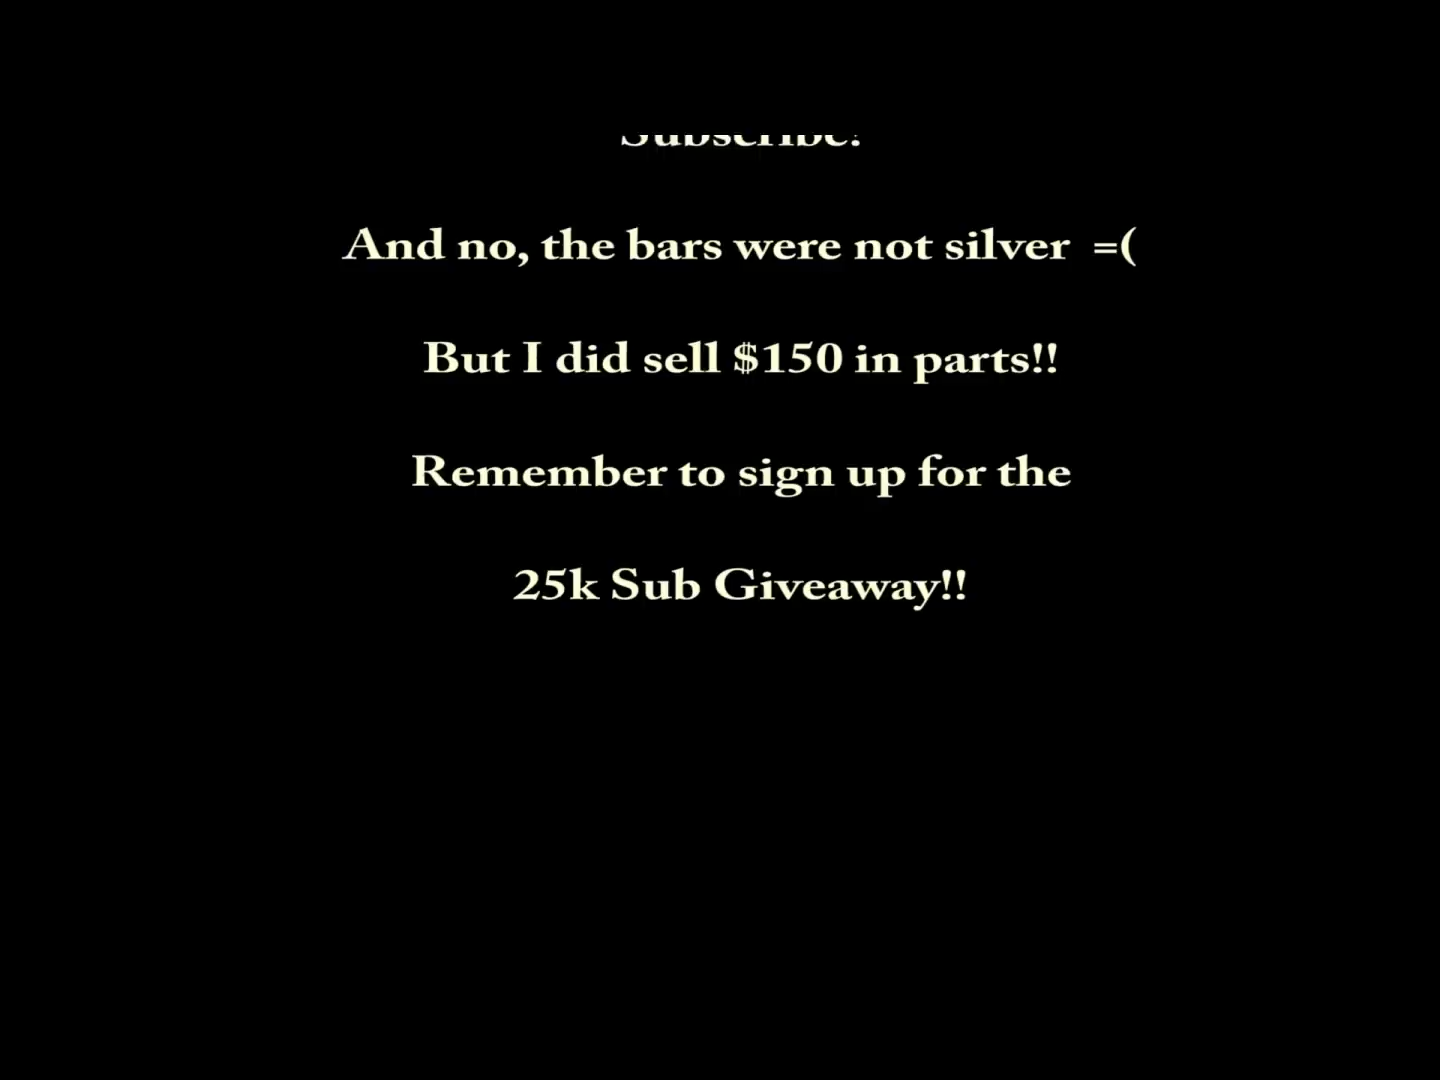 Subscribe!
And no, the bars were not silver =(
But I did sell $150 in parts!!
Remember to sign up for the
25k Sub Giveaway!!